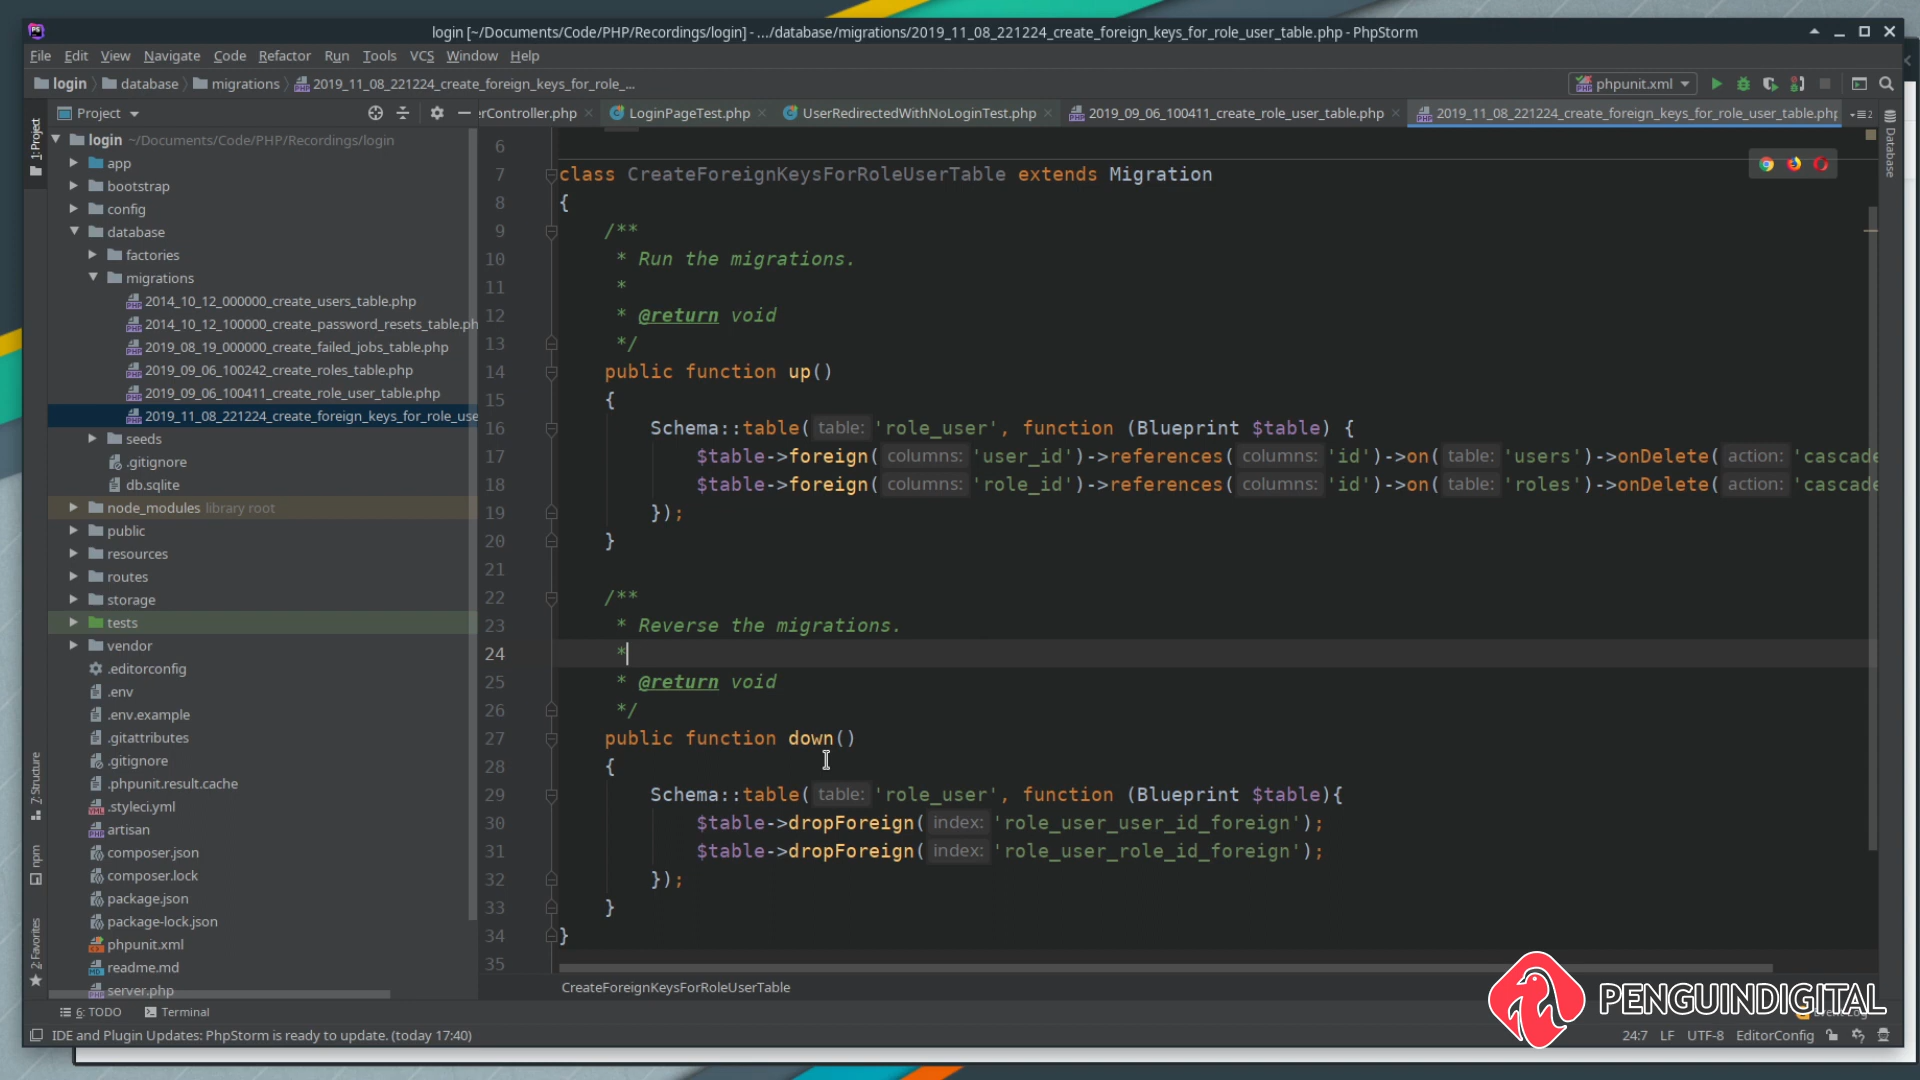 login [~/Documents/Code/PHP/Recordings/login] - .../database/migrations/2019_11_08_221224_create_foreign_keys_for_role_user_table.php - PhpStorm
File Edit View Navigate Code Refactor Run Tools VCS Window Help
login database migrations 2019_11_08_221224_create_foreign_keys_for_role_... phpunit.xml
Project erController.php LoginPageTest.php UserRedirectedWithNoLoginTest.php 2019_09_06_100411_create_role_user_table.php 2019_11_08_221224_create_foreign_keys_for_role_user_table.php
1: Project
Database
login ~/Documents/Code/PHP/Recordings/login
app
bootstrap
config
database
factories
migrations
2014_10_12_000000_create_users_table.php
2014_10_12_100000_create_password_resets_table.ph
2019_08_19_000000_create_failed_jobs_table.php
2019_09_06_100242_create_roles_table.php
2019_09_06_100411_create_role_user_table.php
2019_11_08_221224_create_foreign_keys_for_role_use
seeds
.gitignore
db.sqlite
node_modules library root
public
resources
routes
storage
tests
vendor
.editorconfig
.env
.env.example
.gitattributes
.gitignore
.phpunit.result.cache
.styleci.yml
artisan
composer.json
composer.lock
package.json
package-lock.json
phpunit.xml
readme.md
server.php
7: Structure
npm
2: Favorites
6
7 class CreateForeignKeysForRoleUserTable extends Migration
8 {
9 /**
10 * Run the migrations.
11 *
12 * @return void
13 */
14 public function up()
15 {
16 Schema::table( table: 'role_user', function (Blueprint $table) {
17 $table->foreign( columns: 'user_id')->references( columns: 'id')->on( table: 'users')->onDelete( action: 'cascade
18 $table->foreign( columns: 'role_id')->references( columns: 'id')->on( table: 'roles')->onDelete( action: 'cascade
19 });
20 }
21
22 /**
23 * Reverse the migrations.
24 *
25 * @return void
26 */
27 public function down()
28 {
29 Schema::table( table: 'role_user', function (Blueprint $table){
30 $table->dropForeign( index: 'role_user_user_id_foreign');
31 $table->dropForeign( index: 'role_user_role_id_foreign');
32 });
33 }
34 }
35
CreateForeignKeysForRoleUserTable
PENGUINDIGITAL
6: TODO Terminal
IDE and Plugin Updates: PhpStorm is ready to update. (today 17:40) 24:7 LF UTF-8 EditorConfig